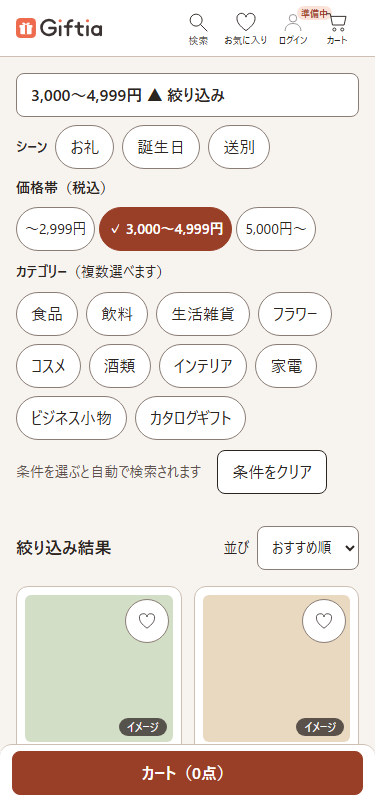 Giftia
検索
お気に入り
ログイン
準備中
カート
3,000〜4,999円 ▲ 絞り込み
シーン
お礼
誕生日
送別
価格帯（税込）
〜2,999円
✓ 3,000〜4,999円
5,000円〜
カテゴリー（複数選べます）
食品
飲料
生活雑貨
フラワー
コスメ
酒類
インテリア
家電
ビジネス小物
カタログギフト
条件を選ぶと自動で検索されます
条件をクリア
絞り込み結果
並び
おすすめ順
イメージ
イメージ
カート（0点）